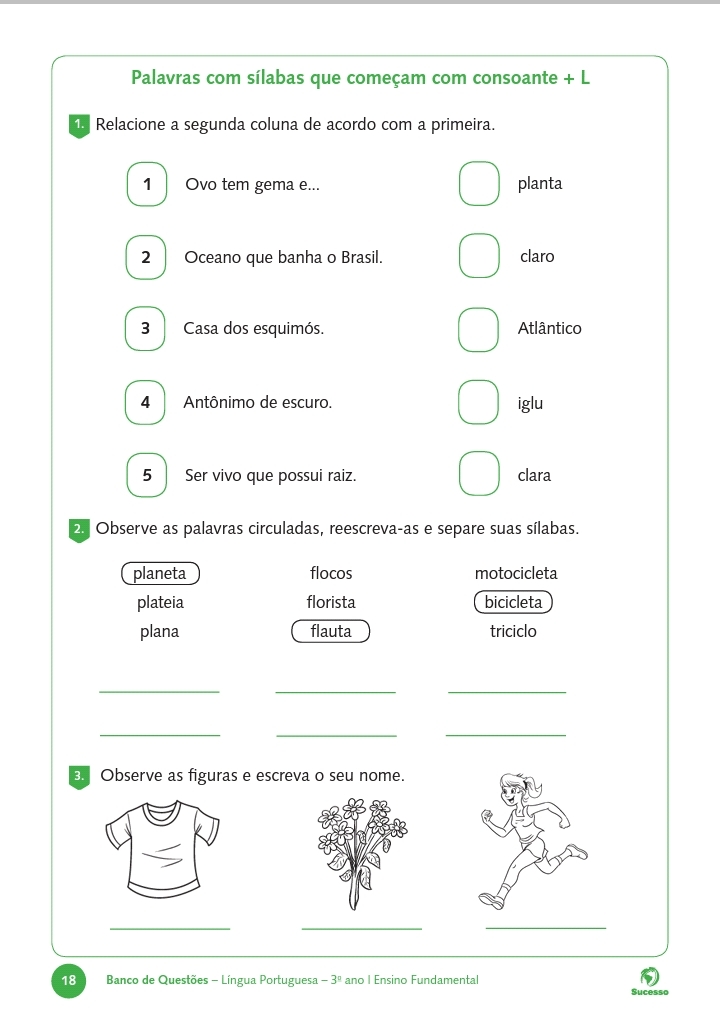 Palavras com sílabas que começam com consoante + L
1. Relacione a segunda coluna de acordo com a primeira.
1 Ovo tem gema e... planta
2 Oceano que banha o Brasil. claro
3 Casa dos esquimós. Atlântico
4 Antônimo de escuro. iglu
5 Ser vivo que possui raiz. clara
2. Observe as palavras circuladas, reescreva-as e separe suas sílabas.
planeta flocos motocicleta
plateia florista bicicleta
plana flauta triciclo
3. Observe as figuras e escreva o seu nome.
18 Banco de Questões – Língua Portuguesa – 3º ano | Ensino Fundamental
Sucesso